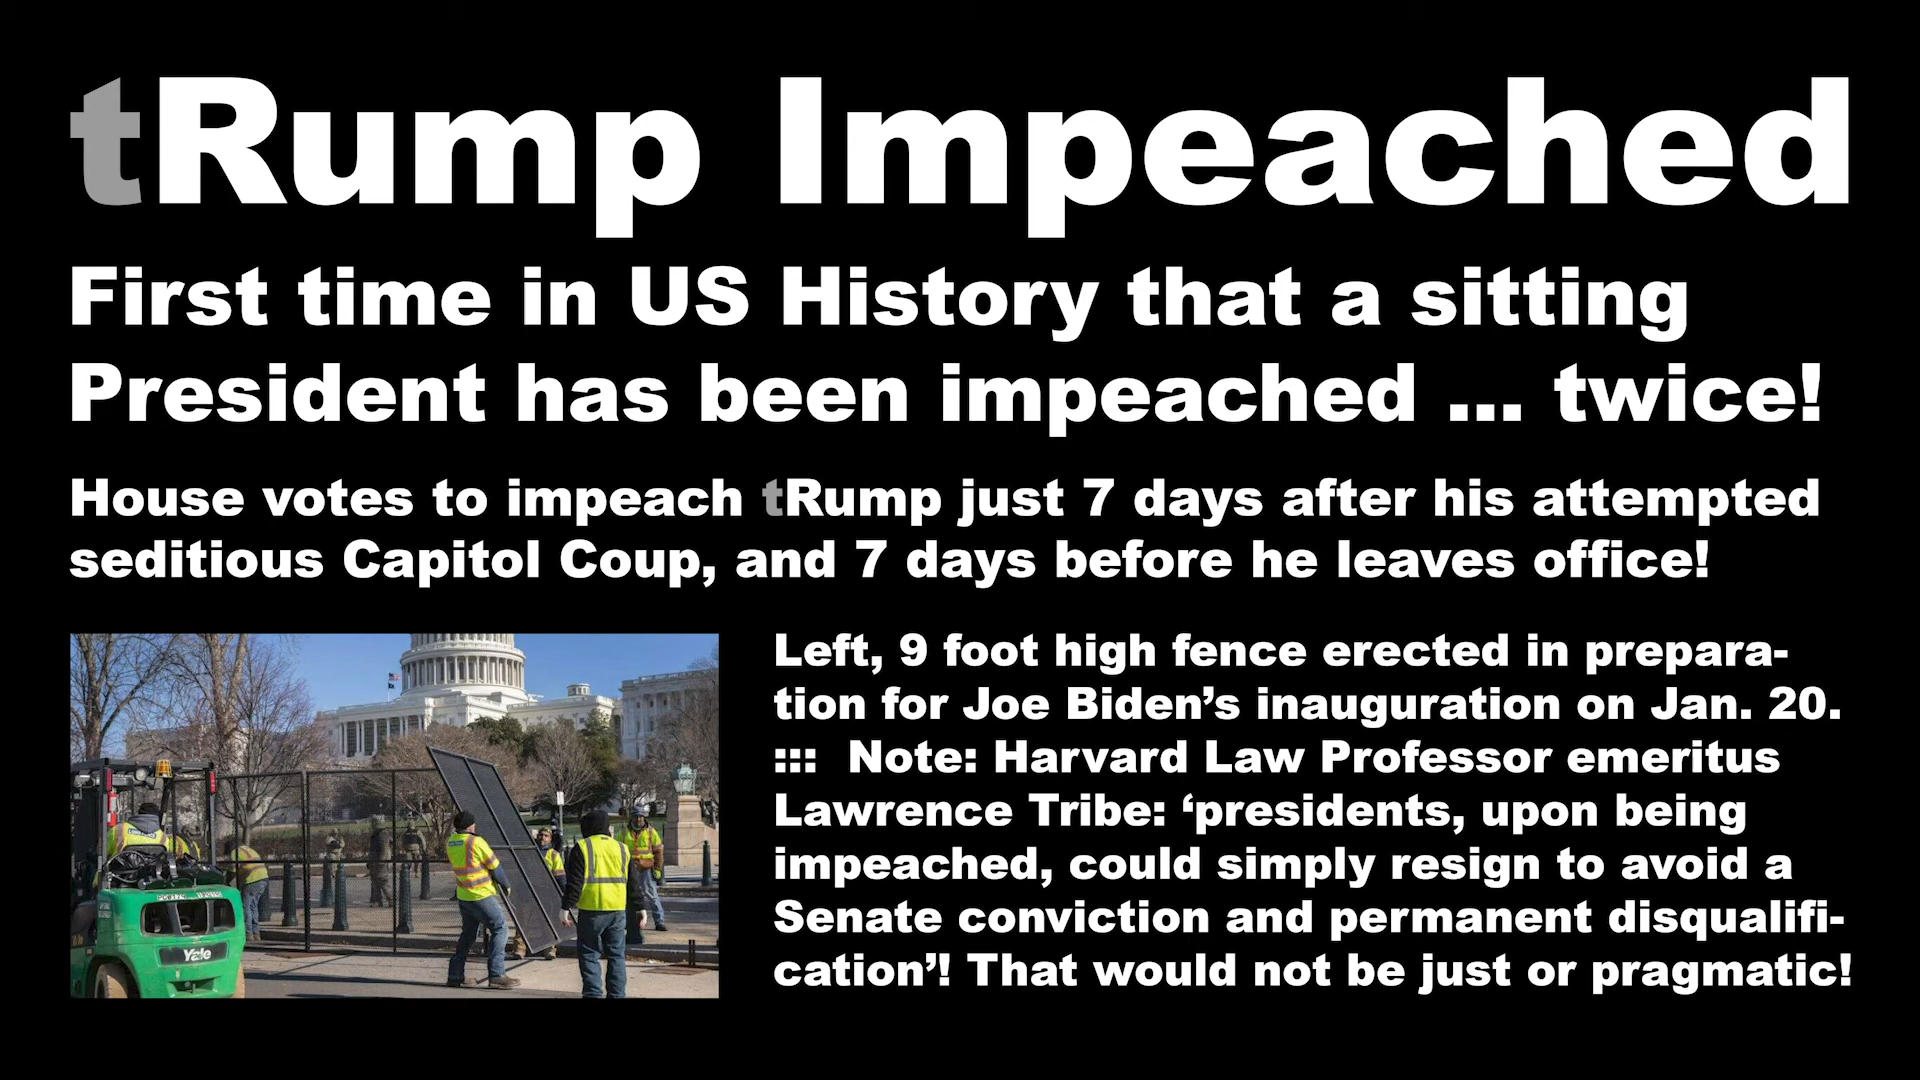 tRump Impeached
First time in US History that a sitting
President has been impeached ... twice!
House votes to impeach tRump just 7 days after his attempted
seditious Capitol Coup, and 7 days before he leaves office!
Left, 9 foot high fence erected in prepara-
tion for Joe Biden’s inauguration on Jan. 20.
::: Note: Harvard Law Professor emeritus
Lawrence Tribe: ‘presidents, upon being
impeached, could simply resign to avoid a
Senate conviction and permanent disqualifi-
cation’! That would not be just or pragmatic!
Yale